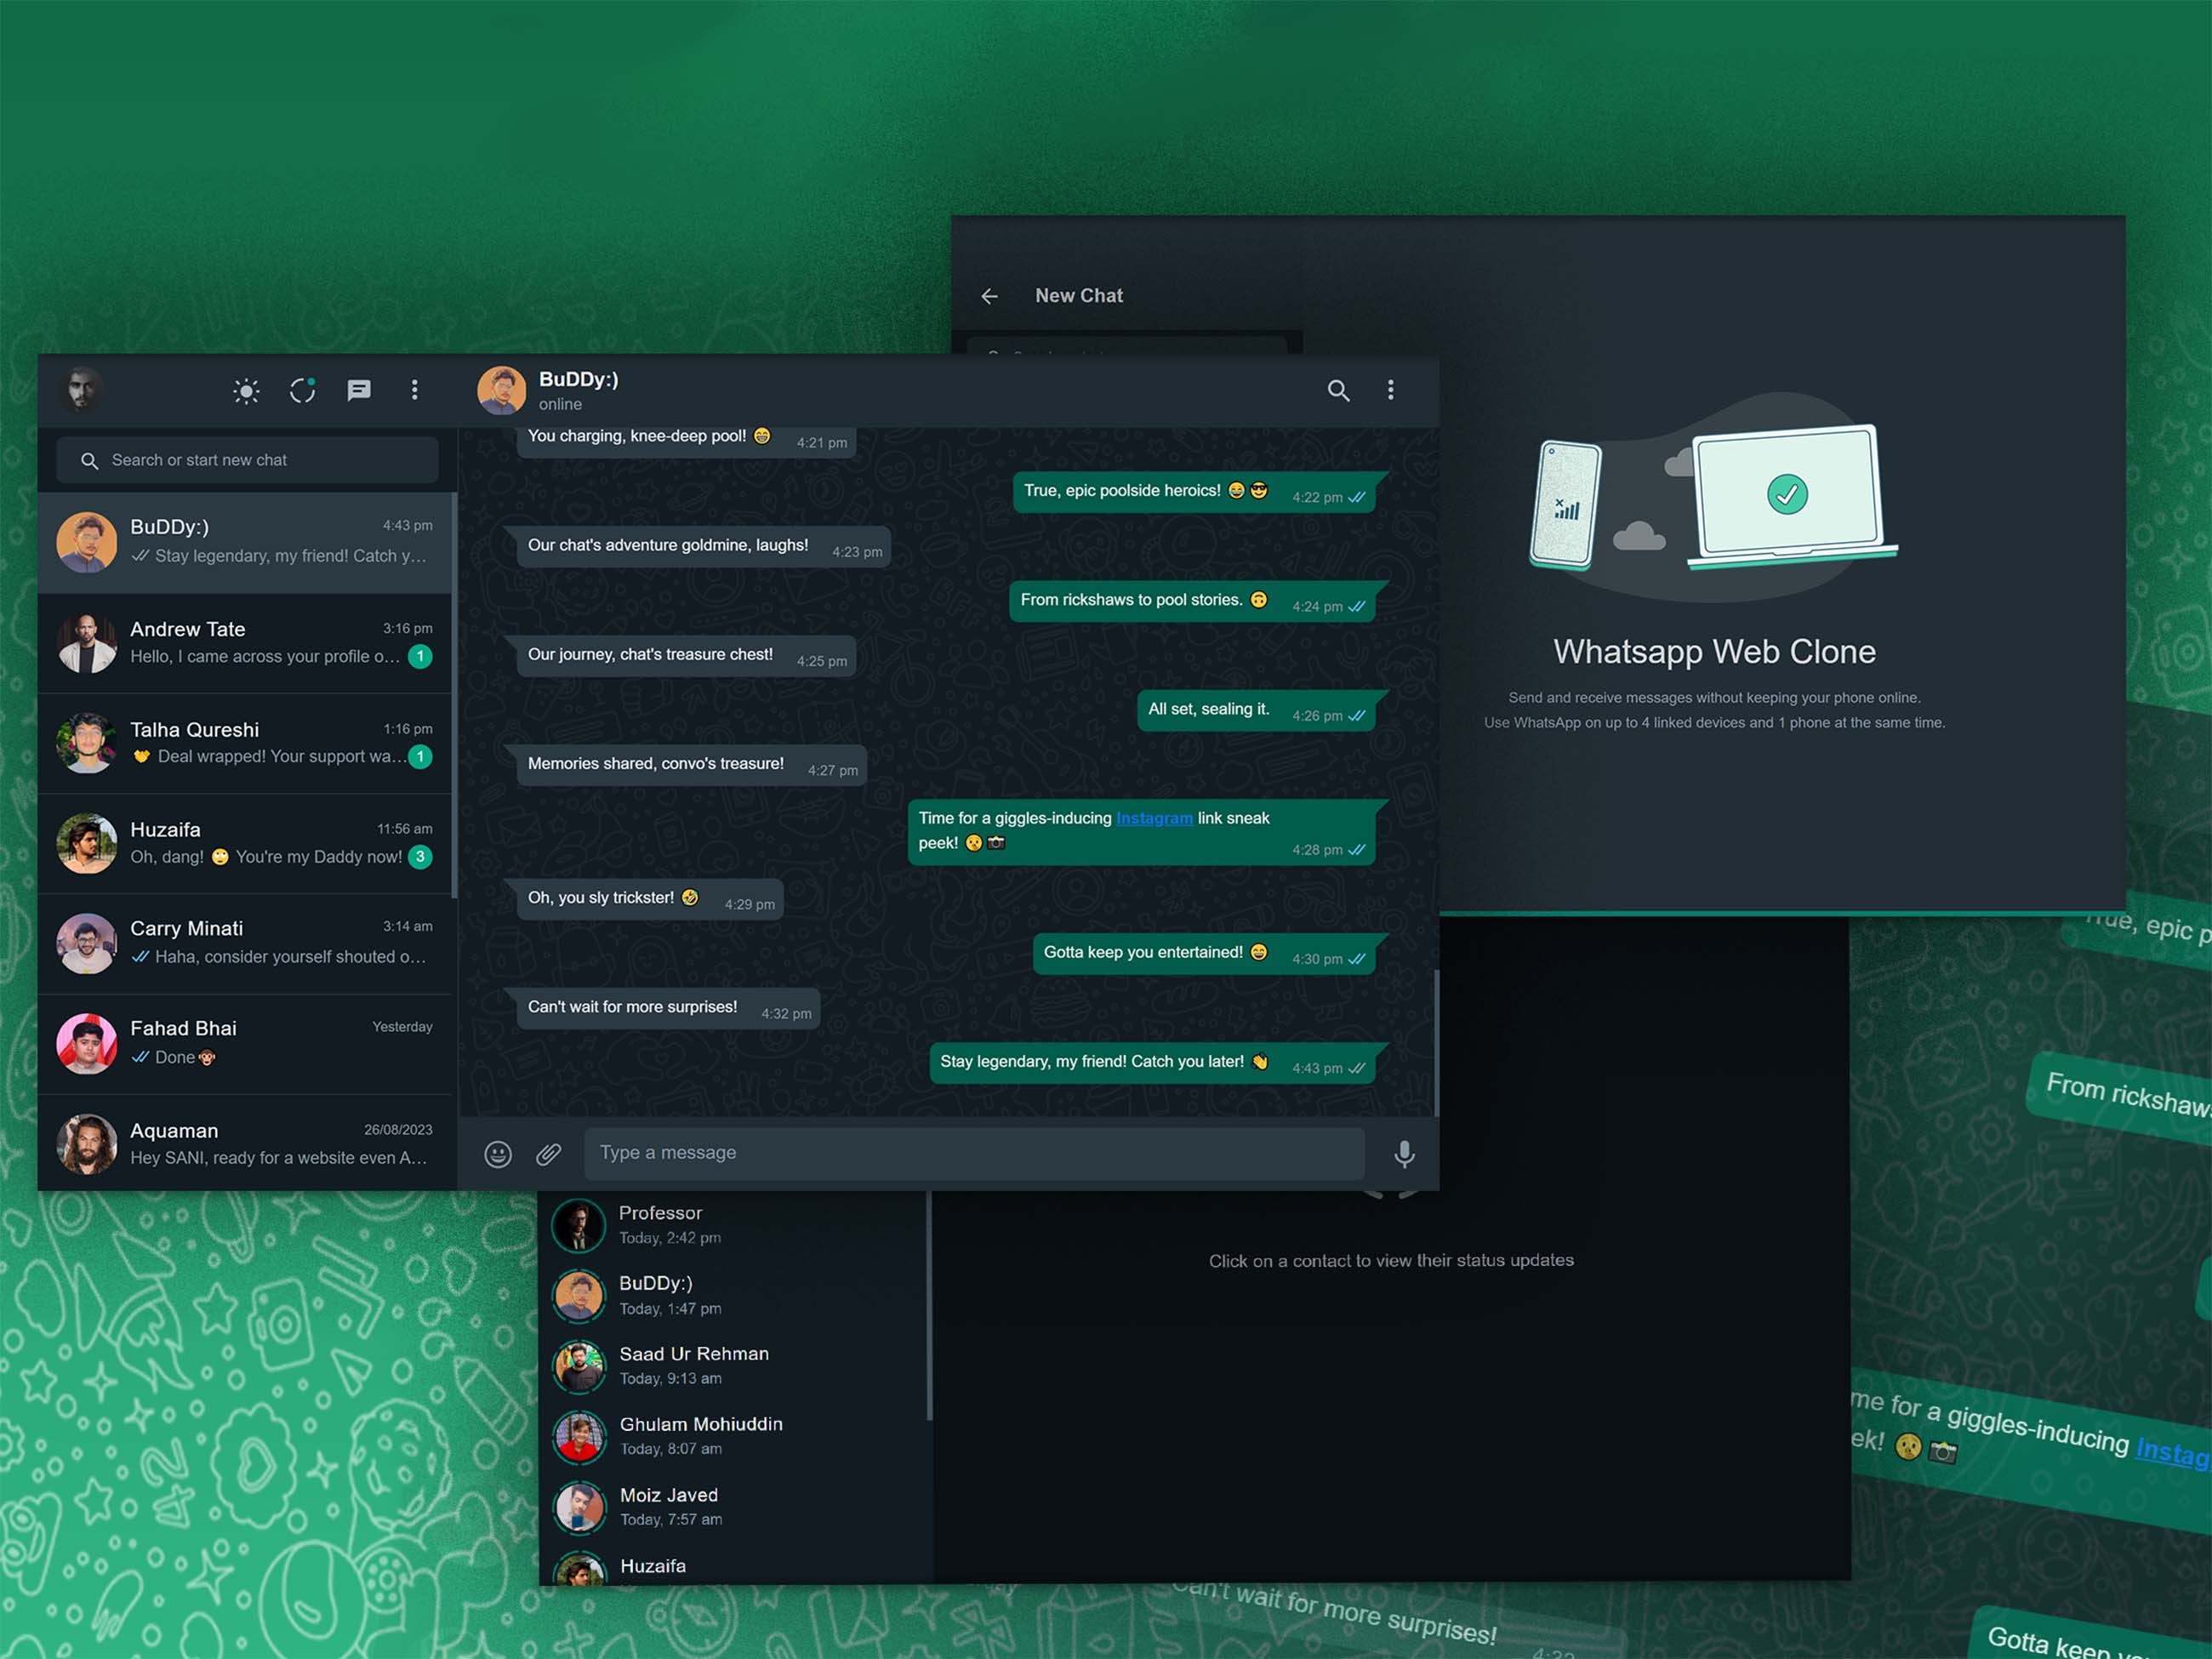 New Chat
BuDDy:)
online
Search or start new chat
BuDDy:)
4:43 pm
Stay legendary, my friend! Catch y...
Andrew Tate
3:16 pm
Hello, I came across your profile o...
1
Talha Qureshi
1:16 pm
🤝 Deal wrapped! Your support wa...
1
Huzaifa
11:56 am
Oh, dang! 🙄 You're my Daddy now!
3
Carry Minati
3:14 am
Haha, consider yourself shouted o...
Fahad Bhai
Yesterday
Done🐵
Aquaman
26/08/2023
Hey SANI, ready for a website even A...
You charging, knee-deep pool! 😁 4:21 pm
True, epic poolside heroics! 😂 😎 4:22 pm
Our chat's adventure goldmine, laughs! 4:23 pm
From rickshaws to pool stories. 🙃 4:24 pm
Our journey, chat's treasure chest! 4:25 pm
All set, sealing it. 4:26 pm
Memories shared, convo's treasure! 4:27 pm
Time for a giggles-inducing Instagram link sneak
peek! 🤫 📸 4:28 pm
Oh, you sly trickster! 🤣 4:29 pm
Gotta keep you entertained! 😄 4:30 pm
Can't wait for more surprises! 4:32 pm
Stay legendary, my friend! Catch you later! 👋 4:43 pm
Type a message
Whatsapp Web Clone
Send and receive messages without keeping your phone online.
Use WhatsApp on up to 4 linked devices and 1 phone at the same time.
Professor
Today, 2:42 pm
BuDDy:)
Today, 1:47 pm
Saad Ur Rehman
Today, 9:13 am
Ghulam Mohiuddin
Today, 8:07 am
Moiz Javed
Today, 7:57 am
Huzaifa
Click on a contact to view their status updates
True, epic p
From rickshaws
me for a giggles-inducing Instag
ek! 🤫 📸
Can't wait for more surprises!
4:32
Gotta keep